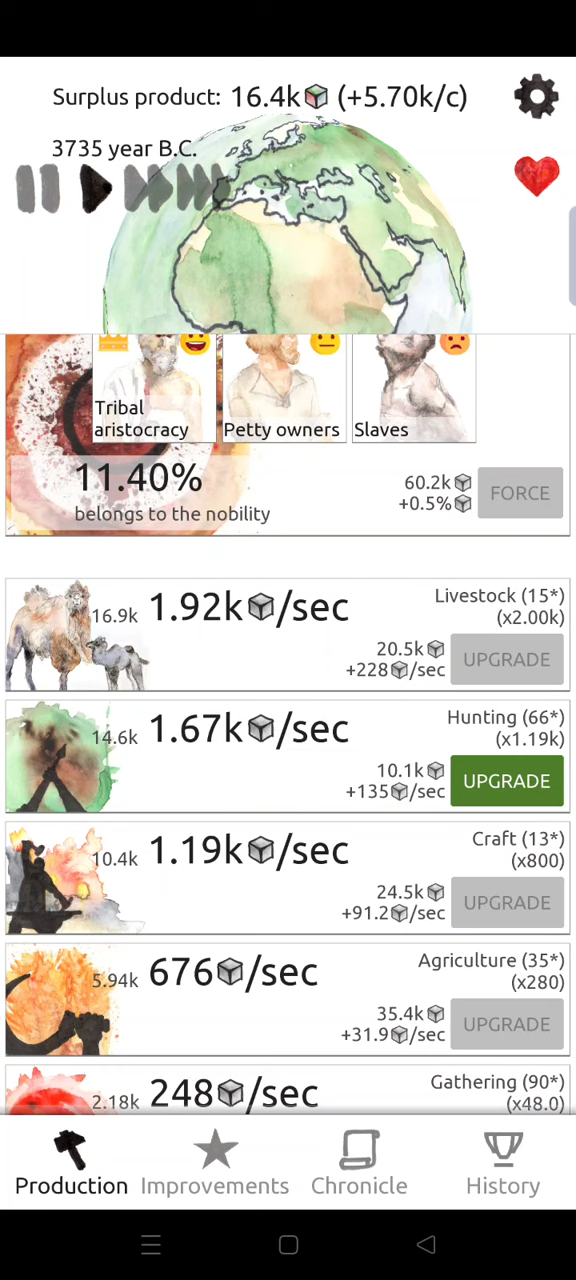 Surplus product: 16.4k (+5.70k/c)
3735 year B.C.
Tribal aristocracy
Petty owners
Slaves
11.40%
belongs to the nobility
60.2k
+0.5%
FORCE
16.9k 1.92k/sec
Livestock (15*)
(x2.00k)
20.5k
+228/sec
UPGRADE
14.6k 1.67k/sec
Hunting (66*)
(x1.19k)
10.1k
+135/sec
UPGRADE
10.4k 1.19k/sec
Craft (13*)
(x800)
24.5k
+91.2/sec
UPGRADE
5.94k 676/sec
Agriculture (35*)
(x280)
35.4k
+31.9/sec
UPGRADE
2.18k 248/sec
Gathering (90*)
(x48.0)
Production
Improvements
Chronicle
History